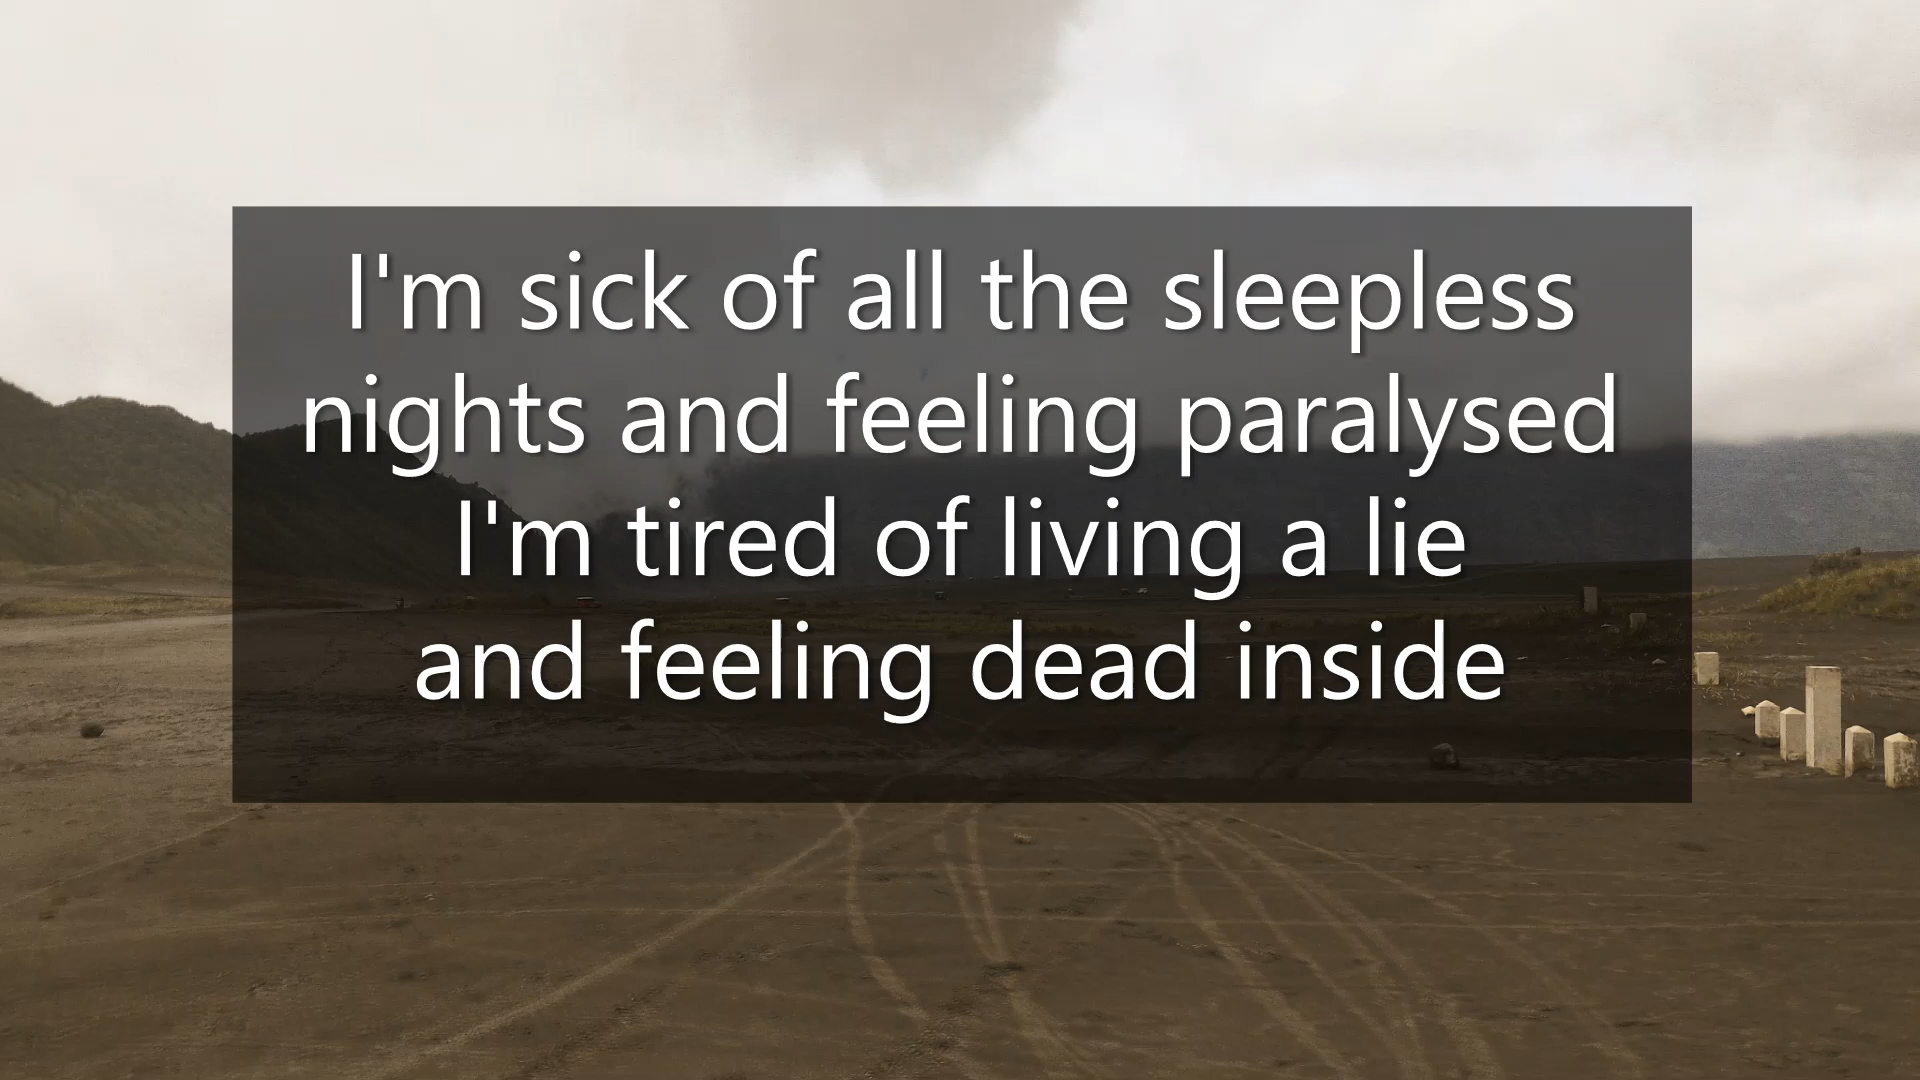 I'm sick of all the sleepless
nights and feeling paralysed
I'm tired of living a lie
and feeling dead inside